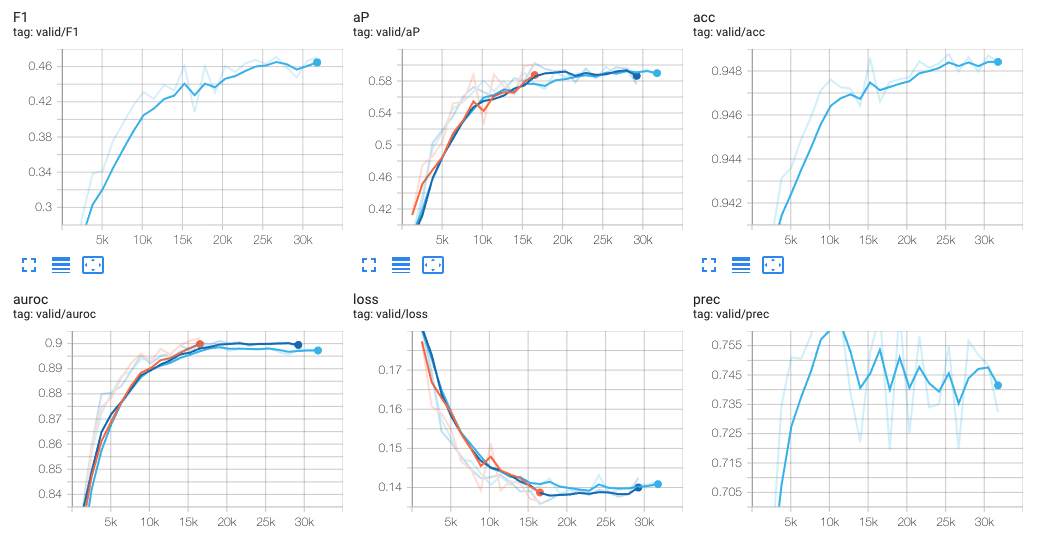 F1
tag: valid/F1
0.46
0.42
0.38
0.34
0.3
5k 10k 15k 20k 25k 30k
aP
tag: valid/aP
0.58
0.54
0.5
0.46
0.42
5k 10k 15k 20k 25k 30k
acc
tag: valid/acc
0.948
0.946
0.944
0.942
5k 10k 15k 20k 25k 30k
auroc
tag: valid/auroc
0.9
0.89
0.88
0.87
0.86
0.85
0.84
5k 10k 15k 20k 25k 30k
loss
tag: valid/loss
0.17
0.16
0.15
0.14
5k 10k 15k 20k 25k 30k
prec
tag: valid/prec
0.755
0.745
0.735
0.725
0.715
0.705
5k 10k 15k 20k 25k 30k